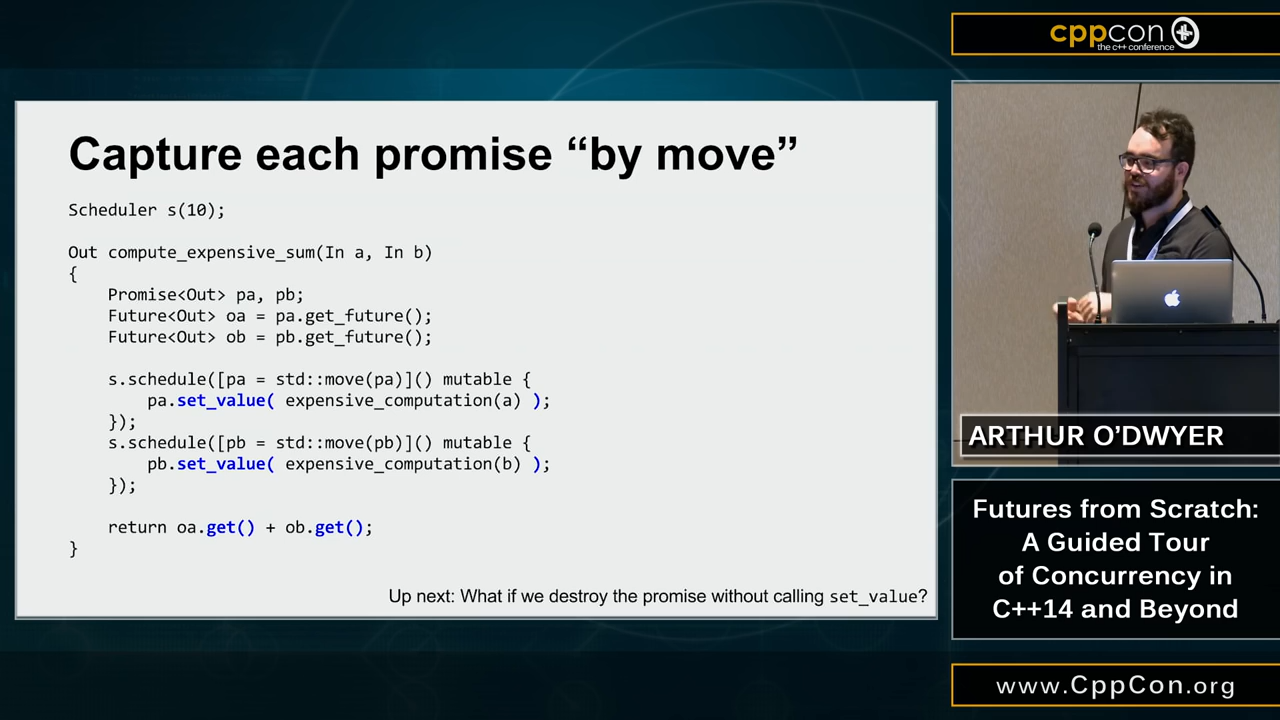 Capture each promise “by move”
Scheduler s(10);
Out compute_expensive_sum(In a, In b)
{
    Promise<Out> pa, pb;
    Future<Out> oa = pa.get_future();
    Future<Out> ob = pb.get_future();
    s.schedule([pa = std::move(pa)]() mutable {
        pa.set_value( expensive_computation(a) );
    });
    s.schedule([pb = std::move(pb)]() mutable {
        pb.set_value( expensive_computation(b) );
    });
    return oa.get() + ob.get();
}
Up next: What if we destroy the promise without calling set_value?
cppcon
the c++ conference
ARTHUR O’DWYER
Futures from Scratch:
A Guided Tour
of Concurrency in
C++14 and Beyond
www.CppCon.org